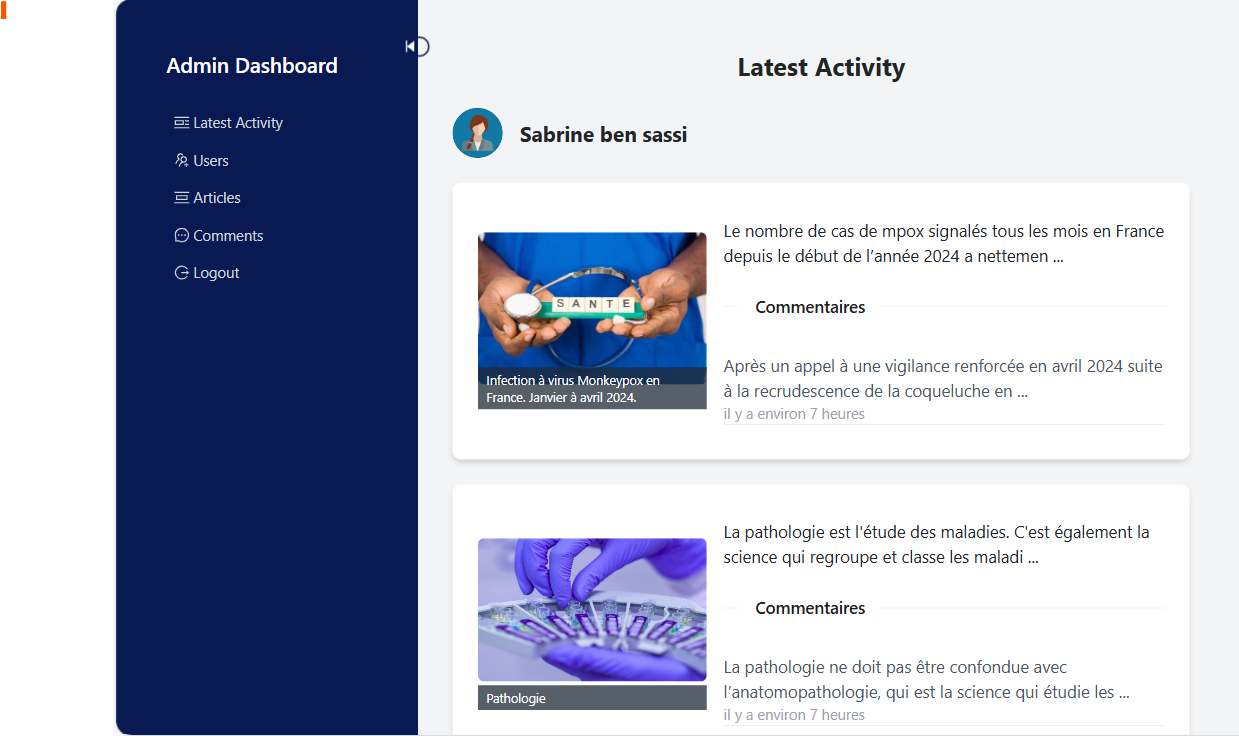 Admin Dashboard
Latest Activity
Users
Articles
Comments
Logout
Latest Activity
Sabrine ben sassi
SANTE
Infection à virus Monkeypox en
France. Janvier à avril 2024.
Le nombre de cas de mpox signalés tous les mois en France
depuis le début de l’année 2024 a nettemen ...
Commentaires
Après un appel à une vigilance renforcée en avril 2024 suite
à la recrudescence de la coqueluche en ...
il y a environ 7 heures
Pathologie
La pathologie est l'étude des maladies. C'est également la
science qui regroupe et classe les maladi ...
Commentaires
La pathologie ne doit pas être confondue avec
l’anatomopathologie, qui est la science qui étudie les ...
il y a environ 7 heures